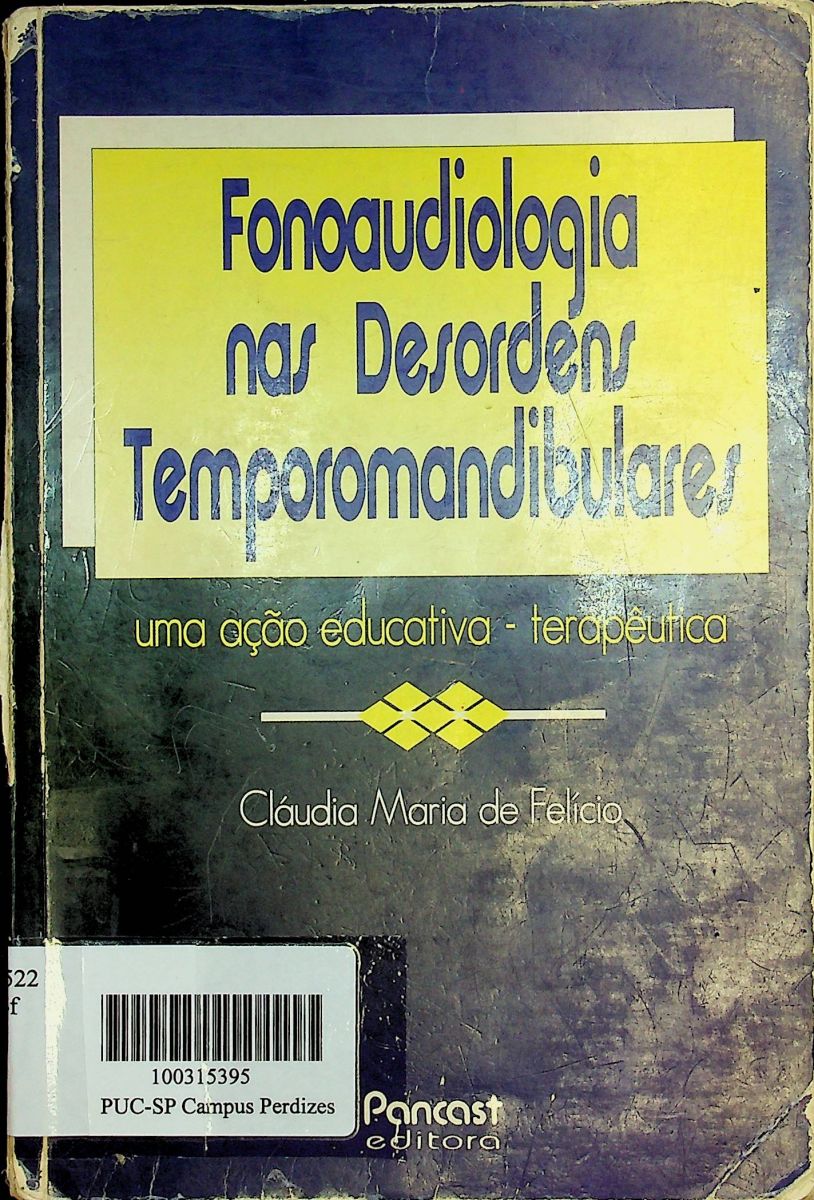 Fonoaudiologia
nas Desordens
Temporomandibulares
uma ação educativa - terapêutica
Cláudia Maria de Felício
522
f
100315395
PUC-SP Campus Perdizes
Pancast
editora